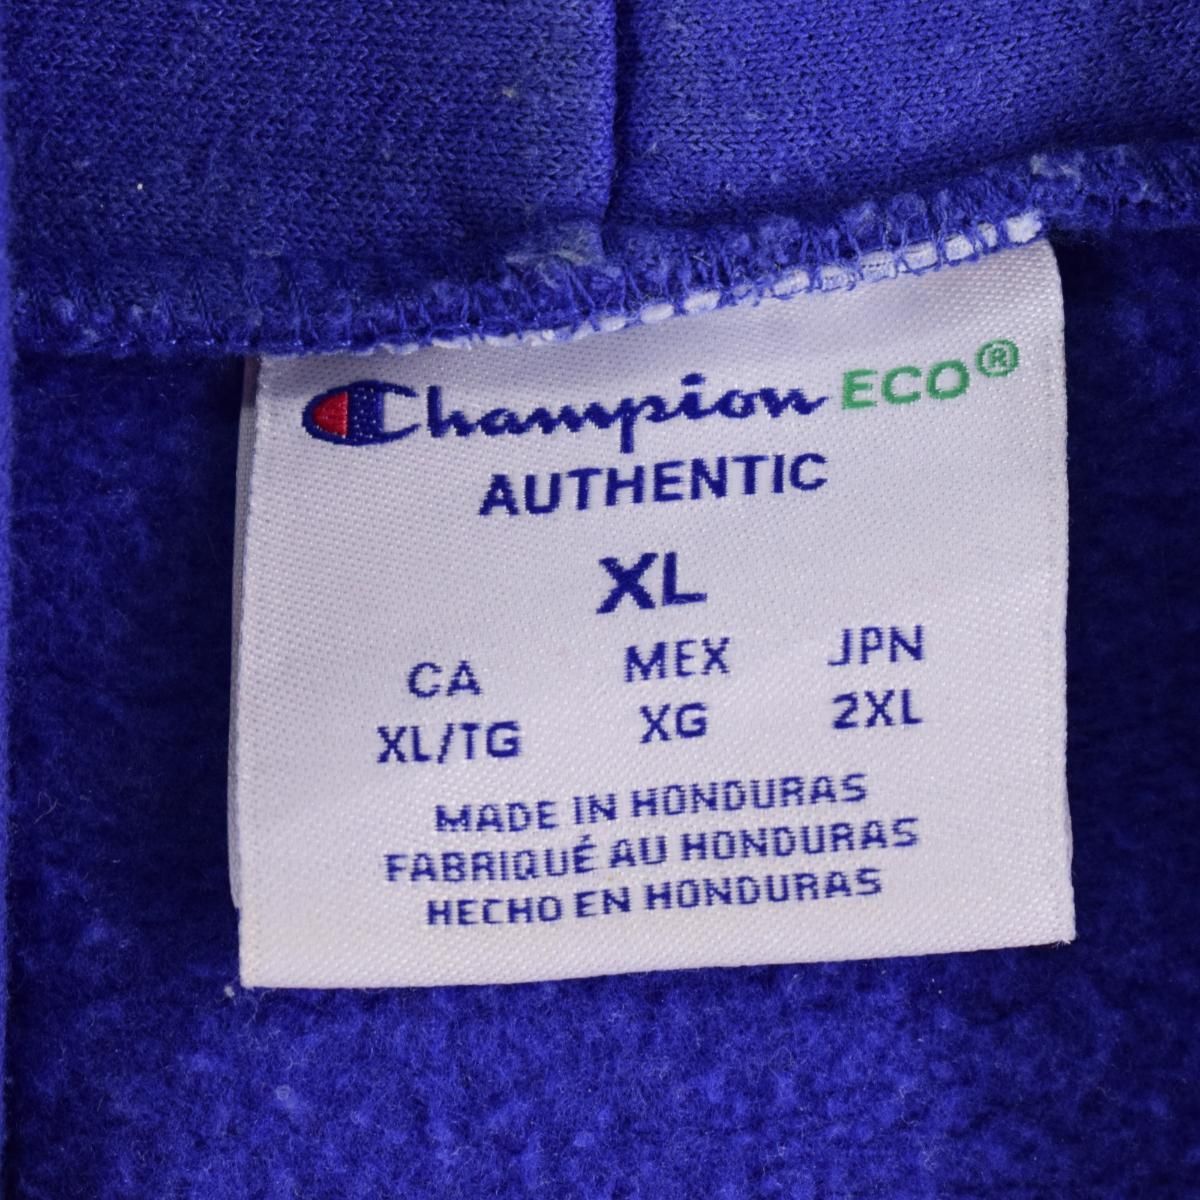 Champion ECO®
AUTHENTIC
XL
CA MEX JPN
XL/TG XG 2XL
MADE IN HONDURAS
FABRIQUÉ AU HONDURAS
HECHO EN HONDURAS